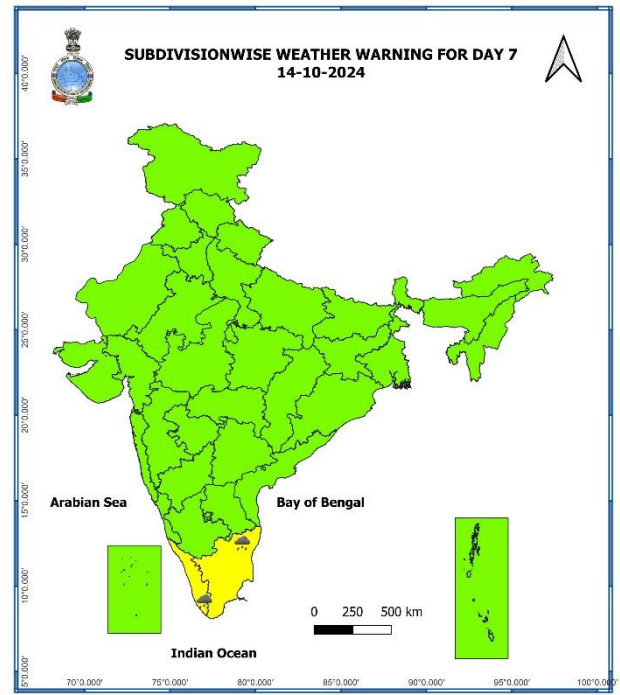 SUBDIVISIONWISE WEATHER WARNING FOR DAY 7
14-10-2024
40°0.000'
35°0.000'
30°0.000'
25°0.000'
20°0.000'
15°0.000'
10°0.000'
5°0.000'
Arabian Sea
Bay of Bengal
0 250 500 km
Indian Ocean
70°0.000' 75°0.000' 80°0.000' 85°0.000' 90°0.000' 95°0.000' 100°0.000'